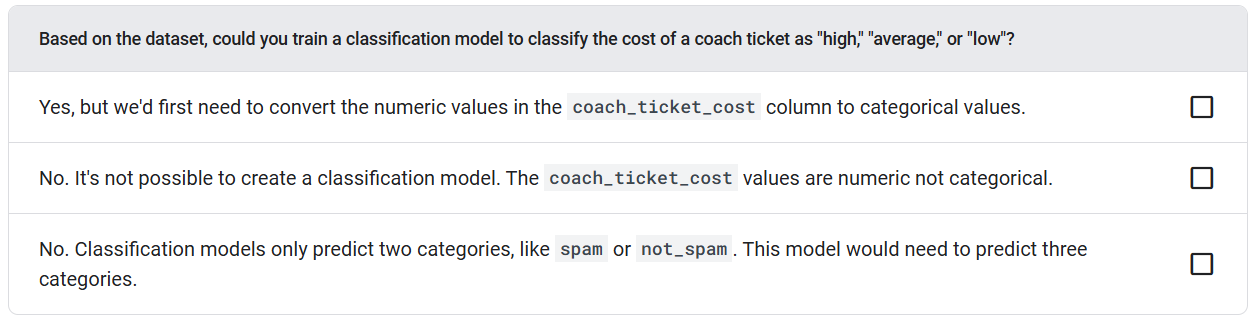 Based on the dataset, could you train a classification model to classify the cost of a coach ticket as "high," "average," or "low"?
Yes, but we'd first need to convert the numeric values in the coach_ticket_cost column to categorical values.
No. It's not possible to create a classification model. The coach_ticket_cost values are numeric not categorical.
No. Classification models only predict two categories, like spam or not_spam. This model would need to predict three
categories.